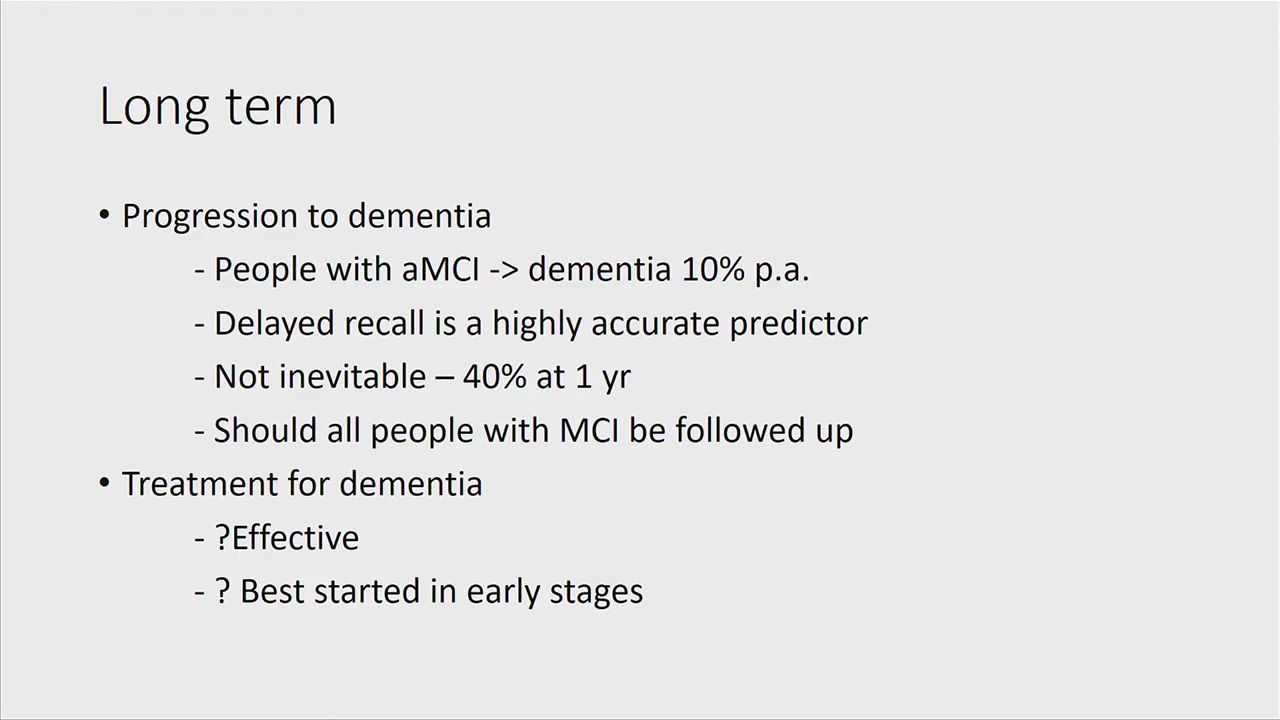 Long term
• Progression to dementia
- People with aMCI -> dementia 10% p.a.
- Delayed recall is a highly accurate predictor
- Not inevitable – 40% at 1 yr
- Should all people with MCI be followed up
• Treatment for dementia
- ?Effective
- ? Best started in early stages